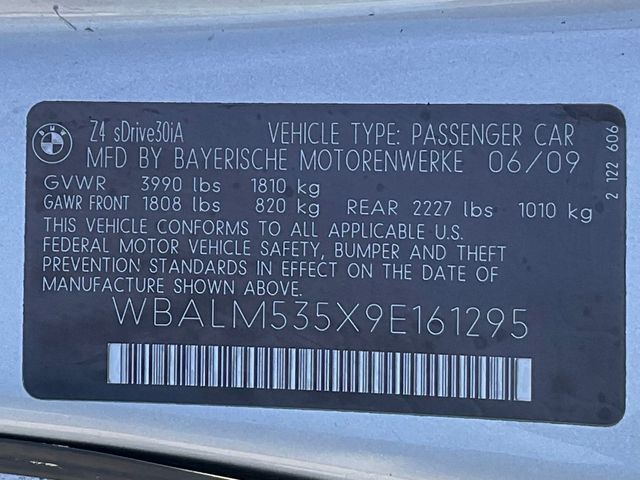 BMW
Z4 sDrive30iA VEHICLE TYPE: PASSENGER CAR
MFD BY BAYERISCHE MOTORENWERKE 06/09
GVWR 3990 lbs 1810 kg
GAWR FRONT 1808 lbs 820 kg REAR 2227 lbs 1010 kg
THIS VEHICLE CONFORMS TO ALL APPLICABLE U.S.
FEDERAL MOTOR VEHICLE SAFETY, BUMPER AND THEFT
PREVENTION STANDARDS IN EFFECT ON THE DATE OF
MANUFACTURE SHOWN ABOVE.
WBALM535X9E161295
2 122 606